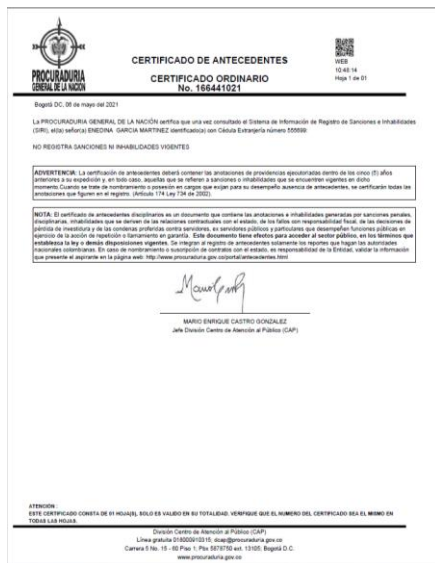 PROCURADURIA
GENERAL DE LA NACION
CERTIFICADO DE ANTECEDENTES
CERTIFICADO ORDINARIO
No. 166441021
WEB
10:46:14
Hoja 1 de 01
Bogotá DC, 06 de mayo del 2021
La PROCURADURIA GENERAL DE LA NACIÓN certifica que una vez consultado el Sistema de Información de Registro de Sanciones e Inhabilidades
(SIRI), el(la) señor(a) ENEDINA GARCIA MARTINEZ identificado(a) con Cédula Extranjería número
NO REGISTRA SANCIONES NI INHABILIDADES VIGENTES
ADVERTENCIA: La certificación de antecedentes deberá contener las anotaciones de providencias ejecutoriadas dentro de los cinco (5) años
anteriores a su expedición y, en todo caso, aquellas que se refieren a sanciones o inhabilidades que se encuentren vigentes en dicho
momento.Cuando se trate de nombramiento o posesión en cargos que exijan para su desempeño ausencia de antecedentes, se certificarán todas las
anotaciones que figuren en el registro. (Artículo 174 Ley 734 de 2002).
NOTA: El certificado de antecedentes disciplinarios es un documento que contiene las anotaciones e inhabilidades generadas por sanciones penales,
disciplinarias, inhabilidades que se deriven de las relaciones contractuales con el estado, de los fallos con responsabilidad fiscal, de las decisiones de
pérdida de investidura y de las condenas proferidas contra servidores, ex servidores públicos y particulares que desempeñen funciones públicas en
ejercicio de la acción de repetición o llamamiento en garantía. Este documento tiene efectos para acceder al sector público, en los términos que
establezca la ley o demás disposiciones vigentes. Se integran al registro de antecedentes solamente los reportes que hagan las autoridades
nacionales colombianas. En caso de nombramiento o suscripción de contratos con el estado, es responsabilidad de la Entidad, validar la información
que presente el aspirante en la página web: http://www.procuraduria.gov.co/portal/antecedentes.html
MARIO ENRIQUE CASTRO GONZALEZ
Jefe División Centro de Atención al Público (CAP)
ATENCIÓN :
ESTE CERTIFICADO CONSTA DE 01 HOJA(S), SOLO ES VALIDO EN SU TOTALIDAD. VERIFIQUE QUE EL NUMERO DEL CERTIFICADO SEA EL MISMO EN
TODAS LAS HOJAS.
División Centro de Atención al Público (CAP)
Línea gratuita 018000910315; dcap@procuraduria.gov.co
Carrera 5 No. 15 - 60 Piso 1; Pbx 5878750 ext. 13105; Bogotá D.C.
www.procuraduria.gov.co